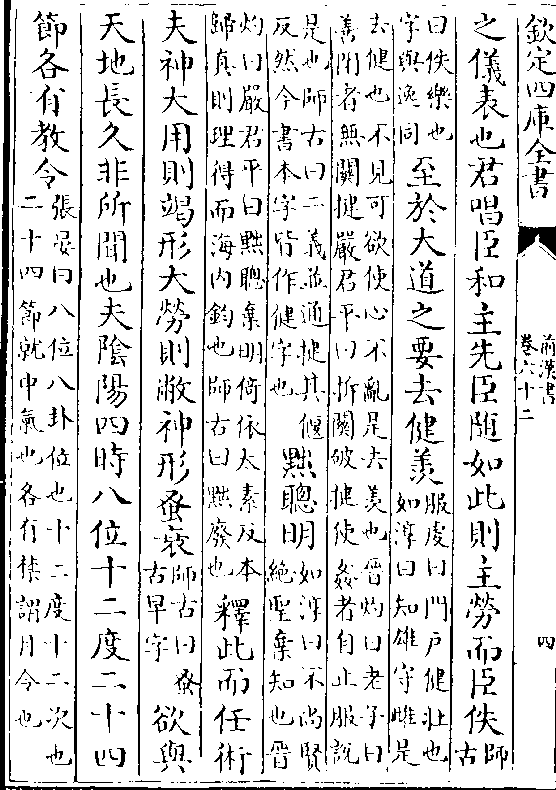 欽定四庫全書
前漢書
卷六十二
四
之儀表也君唱臣和主先臣随如此則主勞而臣佚師古
曰佚樂也
字與逸同
至於大道之要去健羨
服虔曰門戸健壯也
如淳曰知雄守雌是
去健也不見可欲使心不亂是去羨也晉灼曰老子曰
善閉者無關揵嚴君平曰折關破揵使姦者自止服説
是也師古曰二義並通揵其偃
反然今書本字皆作健字也
黜聰明
如淳曰不尚賢
絶聖棄知也晉
灼曰嚴君平曰黜聰棄明倚依太素反本
歸真則理得而海内鈞也師古曰黜廢也
釋此而任術
夫神大用則竭形大勞則敝神形蚤衰
師古曰蚤
古早字
欲與
天地長久非所聞也夫陰陽四時八位十二度二十四
節各有教令
張晏曰八位八卦位也十二度十二次也
二十四節就中氣也各有禁謂月令也